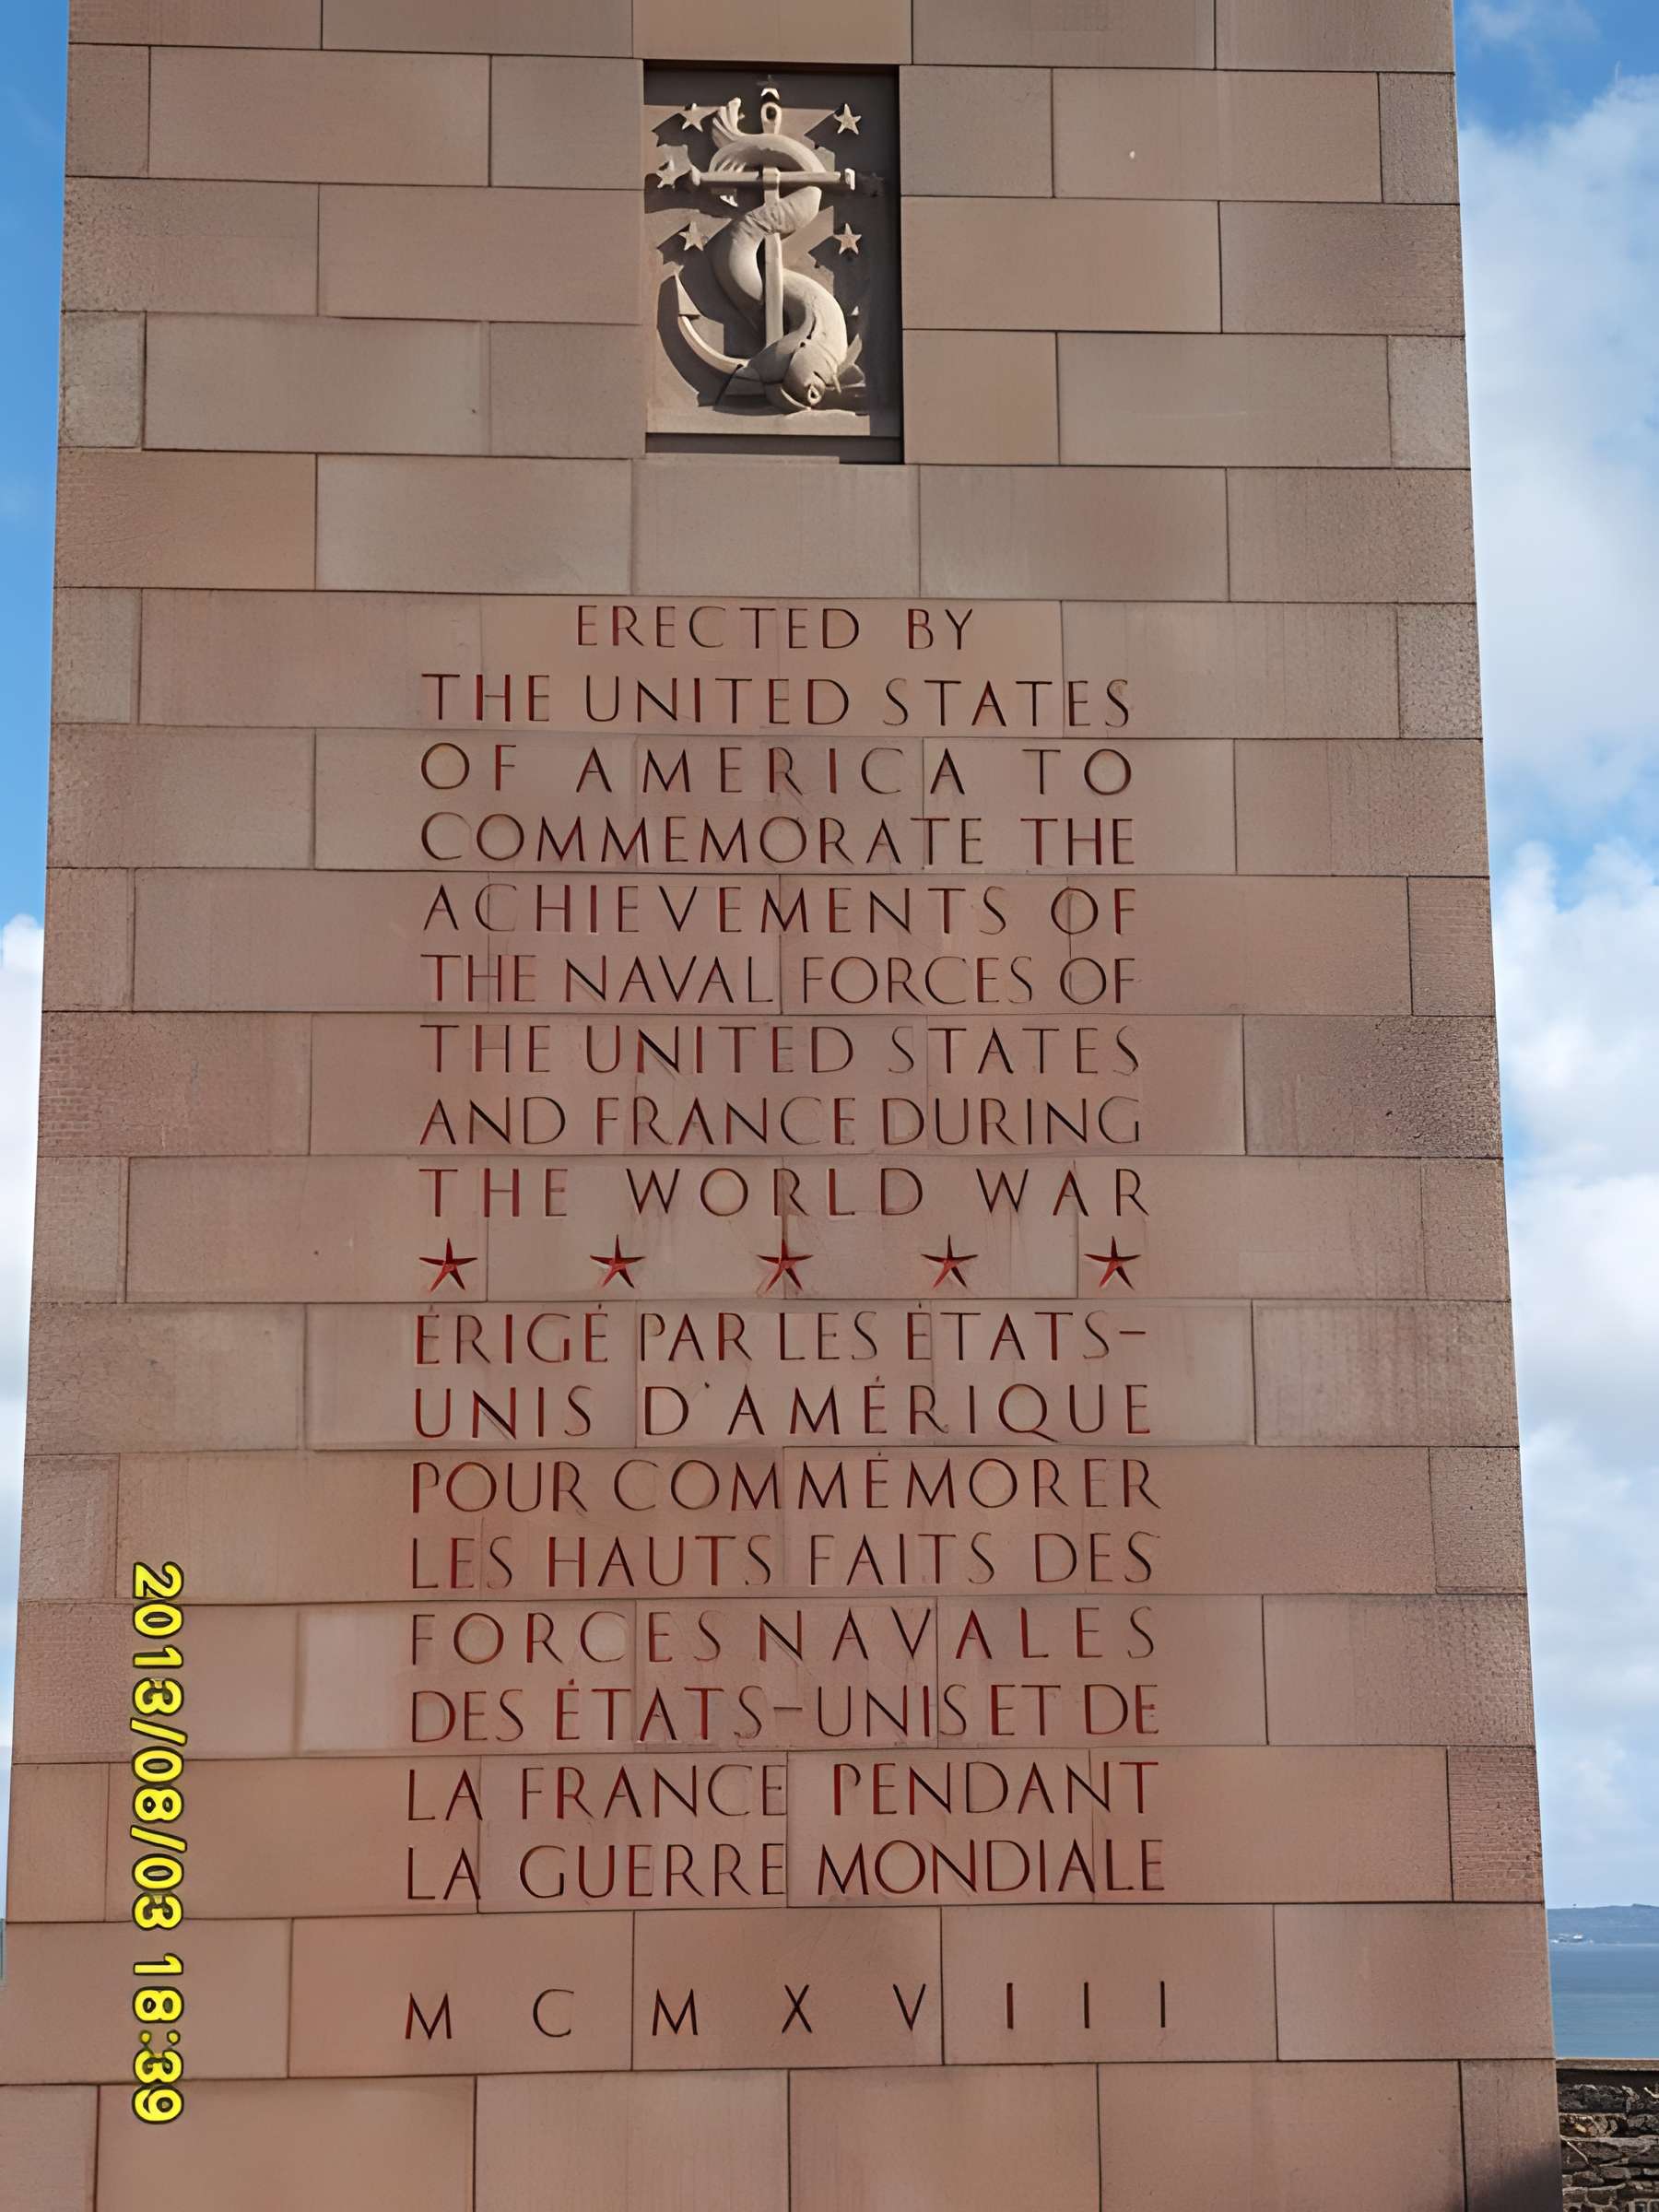 ERECTED BY
THE UNITED STATES
OF AMERICA TO
COMMEMORATE THE
ACHIEVEMENTS OF
THE NAVAL FORCES OF
THE UNITED STATES
AND FRANCE DURING
THE WORLD WAR
ÉRIGÉ PAR LES ÉTATS-
UNIS D'AMÉRIQUE
POUR COMMÉMORER
LES HAUTS FAITS DES
FORCES NAVALES
DES ÉTATS-UNIS ET DE
LA FRANCE PENDANT
LA GUERRE MONDIALE
MCMXVIII
2013/08/03 18:39